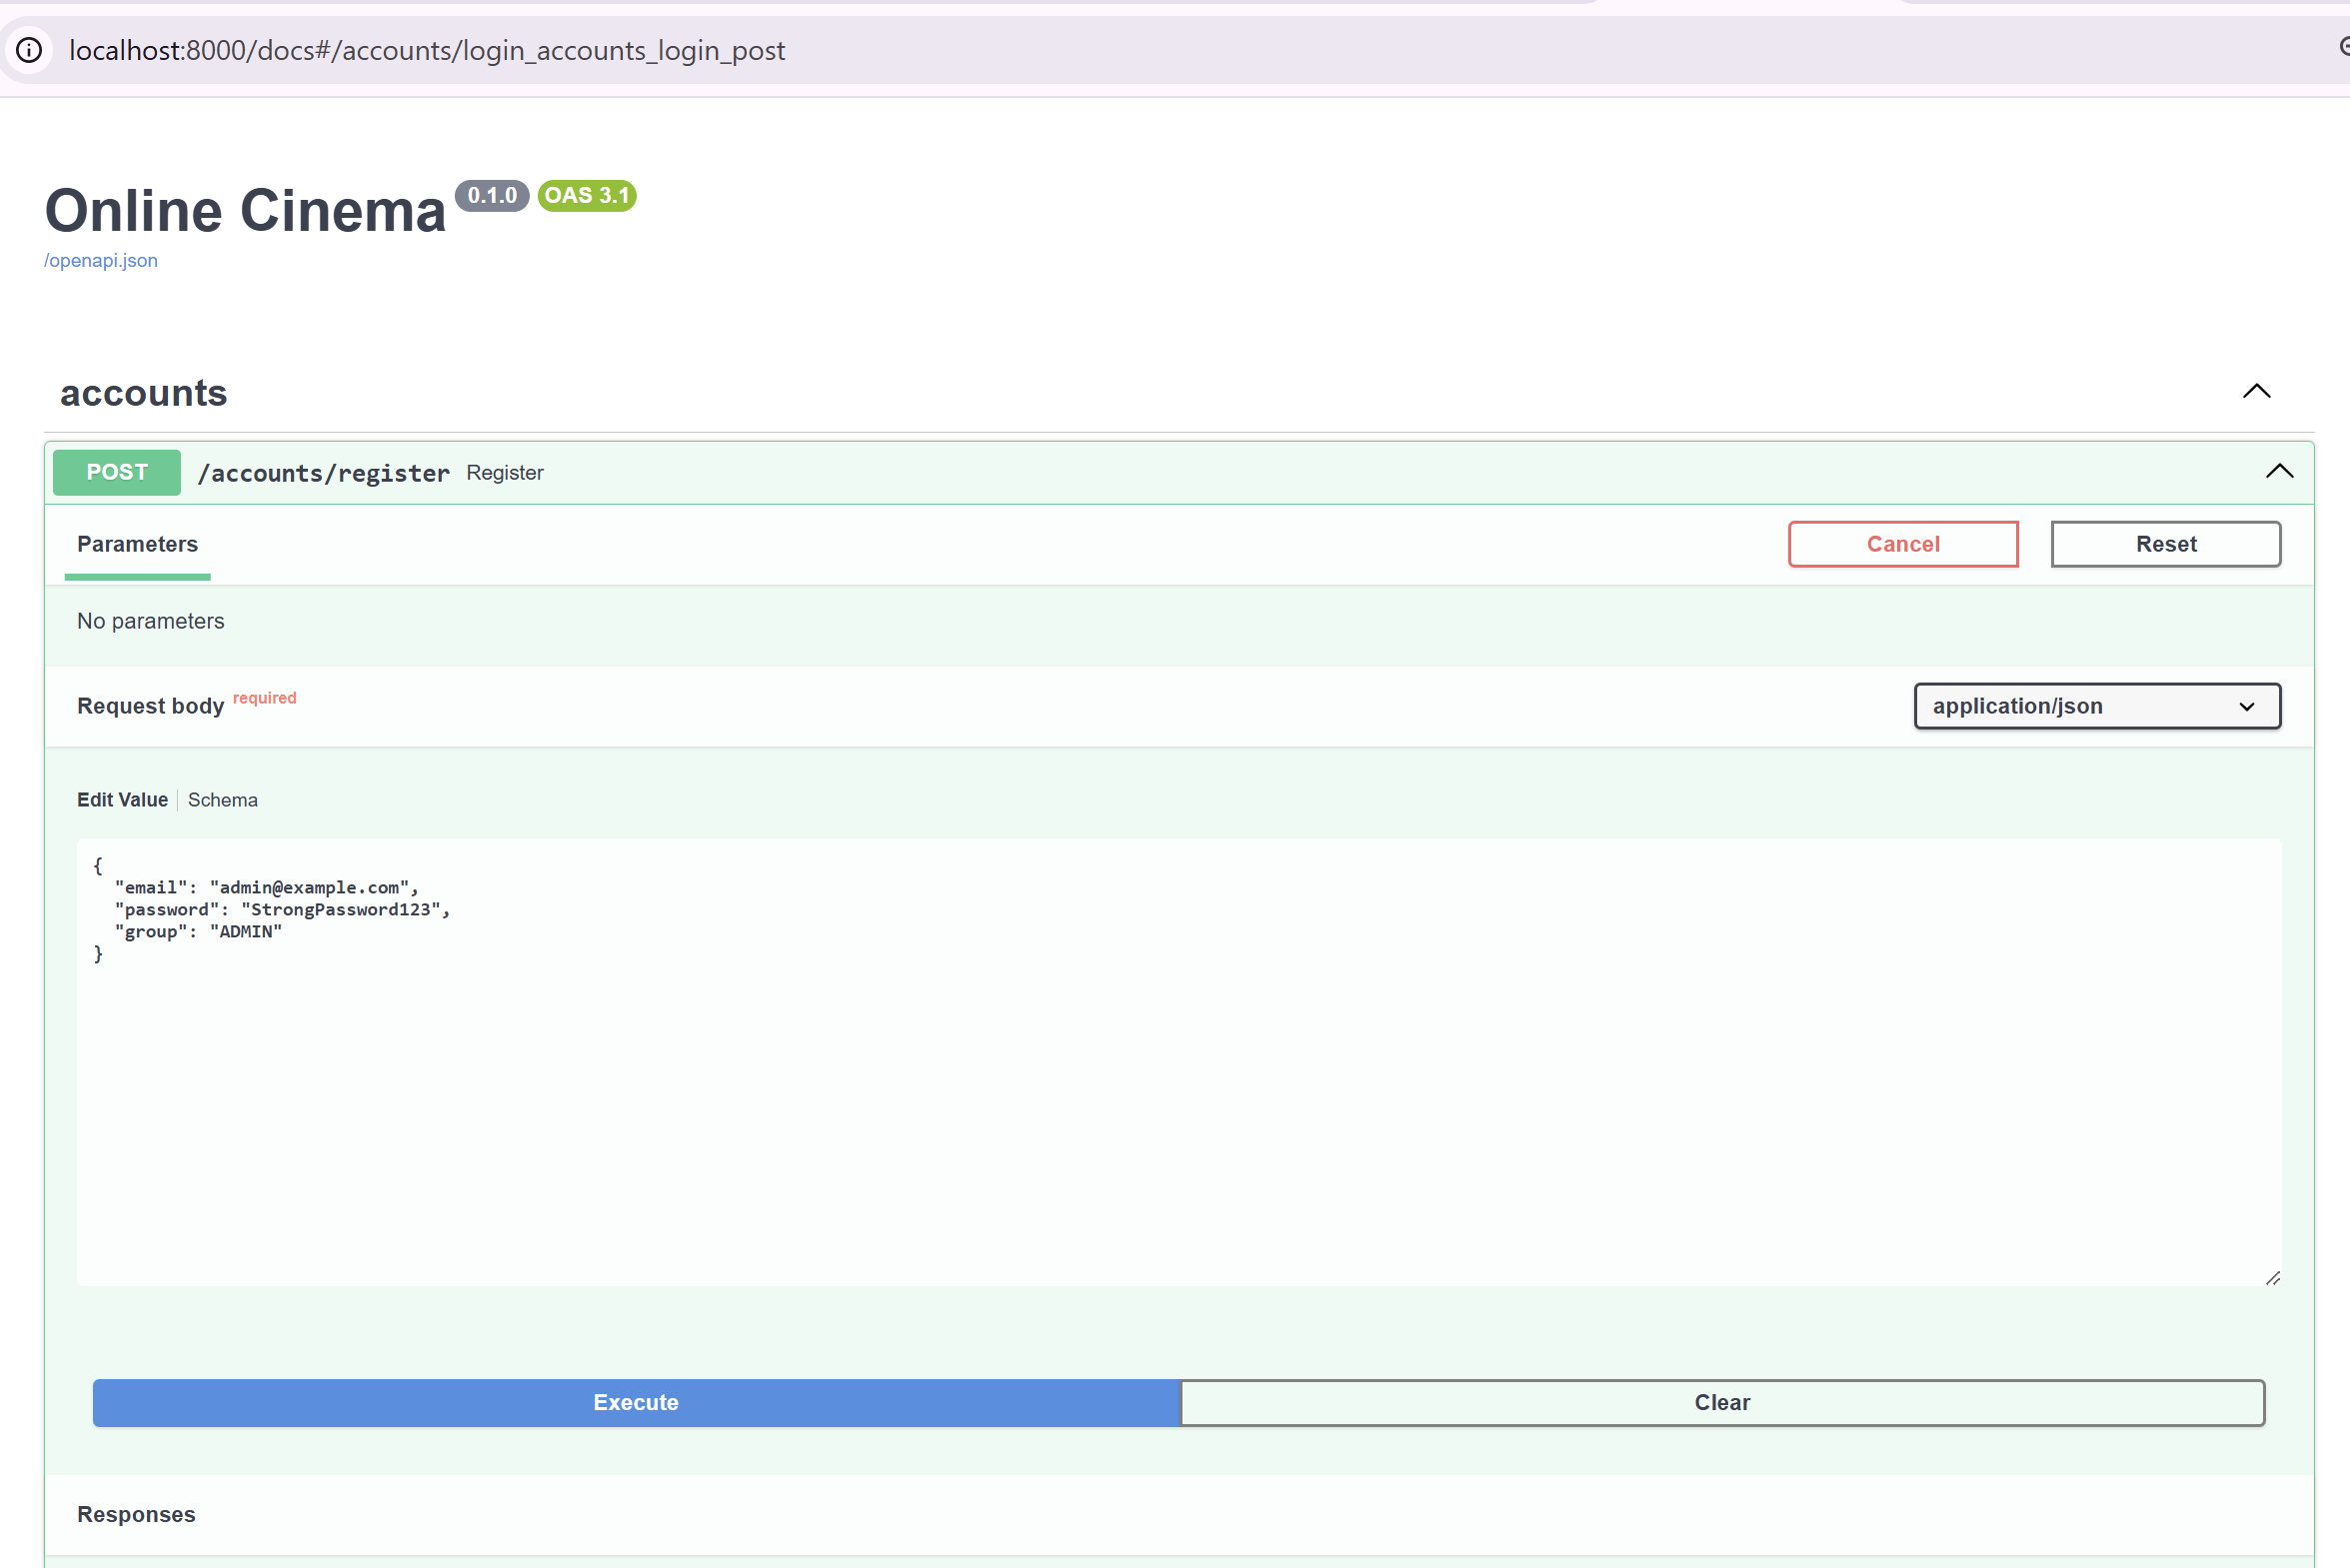 localhost:8000/docs#/accounts/login_accounts_login_post
Online Cinema 0.1.0 OAS 3.1
/openapi.json
accounts
POST /accounts/register Register
Parameters Cancel Reset
No parameters
Request body required application/json
Edit Value Schema
{
  "email": "admin@example.com",
  "password": "StrongPassword123",
  "group": "ADMIN"
}
Execute Clear
Responses